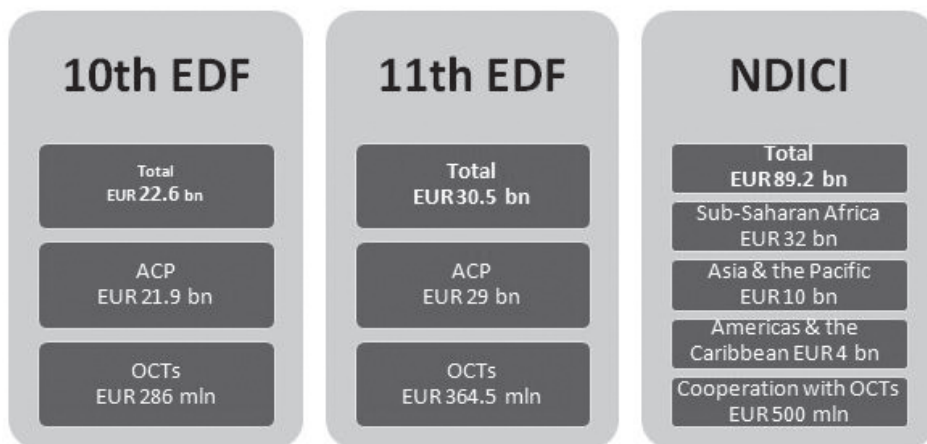 10th EDF
Total
EUR 22.6 bn
ACP
EUR 21.9 bn
OCTs
EUR 286 mln
11th EDF
Total
EUR 30.5 bn
ACP
EUR 29 bn
OCTs
EUR 364.5 mln
NDICI
Total
EUR 89.2 bn
Sub-Saharan Africa
EUR 32 bn
Asia & the Pacific
EUR 10 bn
Americas & the
Caribbean EUR 4 bn
Cooperation with OCTs
EUR 500 mln